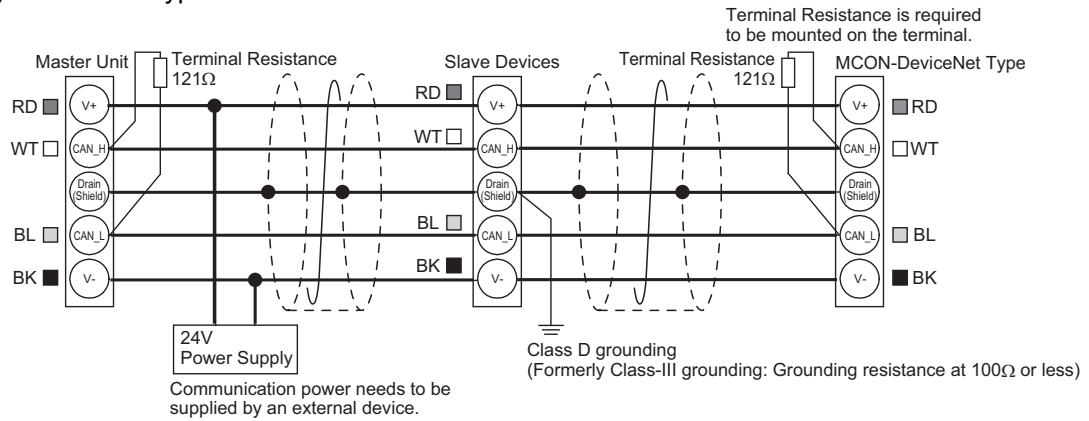 Terminal Resistance is required
to be mounted on the terminal.
Master Unit
Terminal Resistance
121Ω
Slave Devices
Terminal Resistance
121Ω
MCON-DeviceNet Type
RD
V+
RD
V+
V+
RD
WT
CAN_H
WT
CAN_H
CAN_H
WT
Drain
(Shield)
Drain
(Shield)
Drain
(Shield)
BL
CAN_L
BL
CAN_L
CAN_L
BL
BK
V-
BK
V-
V-
BK
24V
Power Supply
Communication power needs to be
supplied by an external device.
Class D grounding
(Formerly Class-III grounding: Grounding resistance at 100Ω or less)